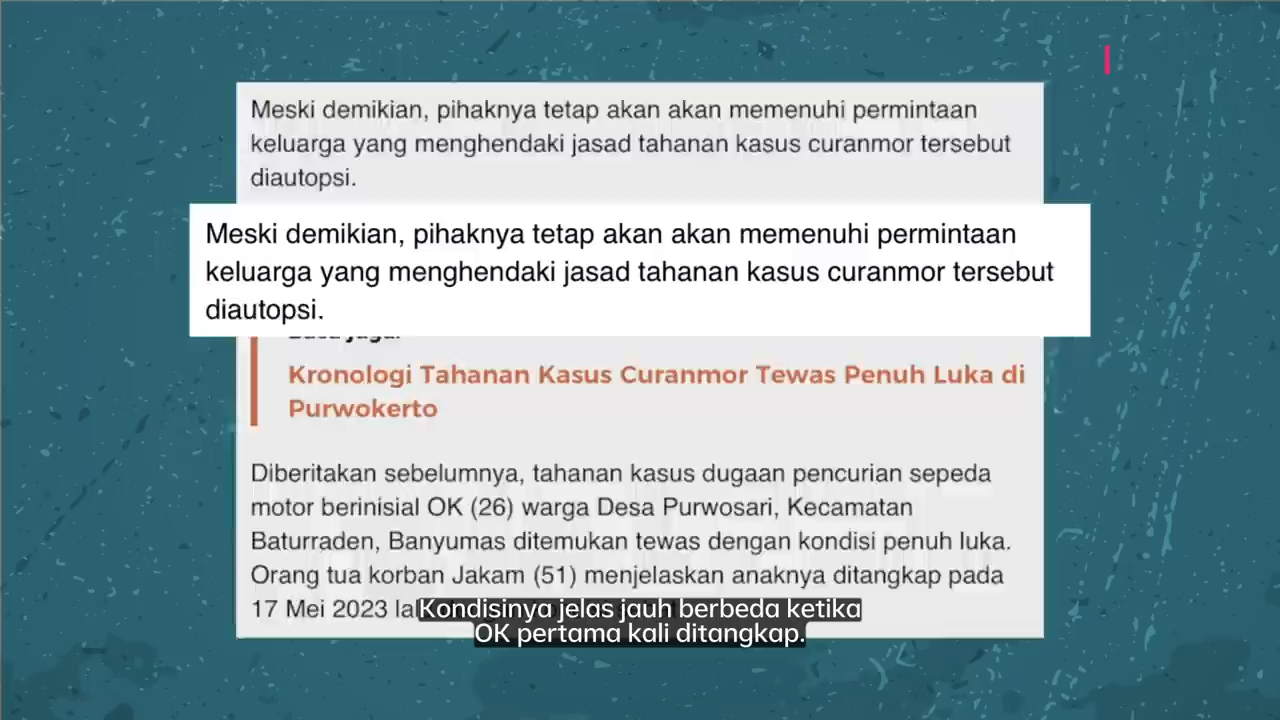 Meski demikian, pihaknya tetap akan akan memenuhi permintaan
keluarga yang menghendaki jasad tahanan kasus curanmor tersebut
diautopsi.
Meski demikian, pihaknya tetap akan akan memenuhi permintaan
keluarga yang menghendaki jasad tahanan kasus curanmor tersebut
diautopsi.
Kronologi Tahanan Kasus Curanmor Tewas Penuh Luka di
Purwokerto
Diberitakan sebelumnya, tahanan kasus dugaan pencurian sepeda
motor berinisial OK (26) warga Desa Purwosari, Kecamatan
Baturraden, Banyumas ditemukan tewas dengan kondisi penuh luka.
Orang tua korban Jakam (51) menjelaskan anaknya ditangkap pada
17 Mei 2023
Kondisinya jelas jauh berbeda ketika
OK pertama kali ditangkap.